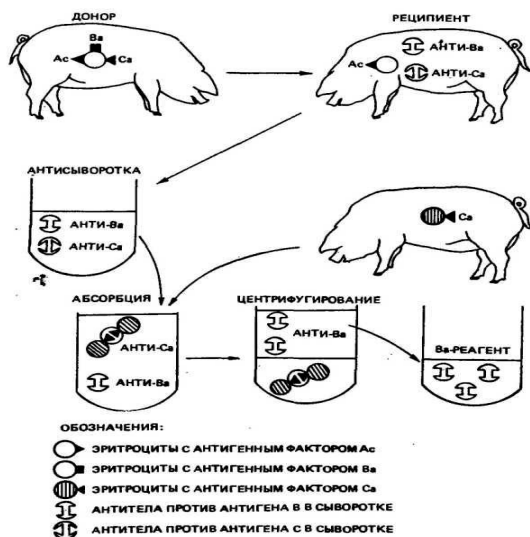 ДОНОР
РЕЦИПИЕНТ
Ва
Ас
Са
АНТИ-Ва
Ас
АНТИ-Са
АНТИСЫВОРОТКА
АНТИ-Ва
АНТИ-Са
Са
АБСОРБЦИЯ
ЦЕНТРИФУГИРОВАНИЕ
АНТИ-Са
АНТИ-Ва
АНТИ-Ва
Ва-РЕАГЕНТ
ОБОЗНАЧЕНИЯ:
ЭРИТРОЦИТЫ С АНТИГЕННЫМ ФАКТОРОМ Ас
ЭРИТРОЦИТЫ С АНТИГЕННЫМ ФАКТОРОМ Ва
ЭРИТРОЦИТЫ С АНТИГЕННЫМ ФАКТОРОМ Са
АНТИТЕЛА ПРОТИВ АНТИГЕНА В В СЫВОРОТКЕ
АНТИТЕЛА ПРОТИВ АНТИГЕНА С В СЫВОРОТКЕ